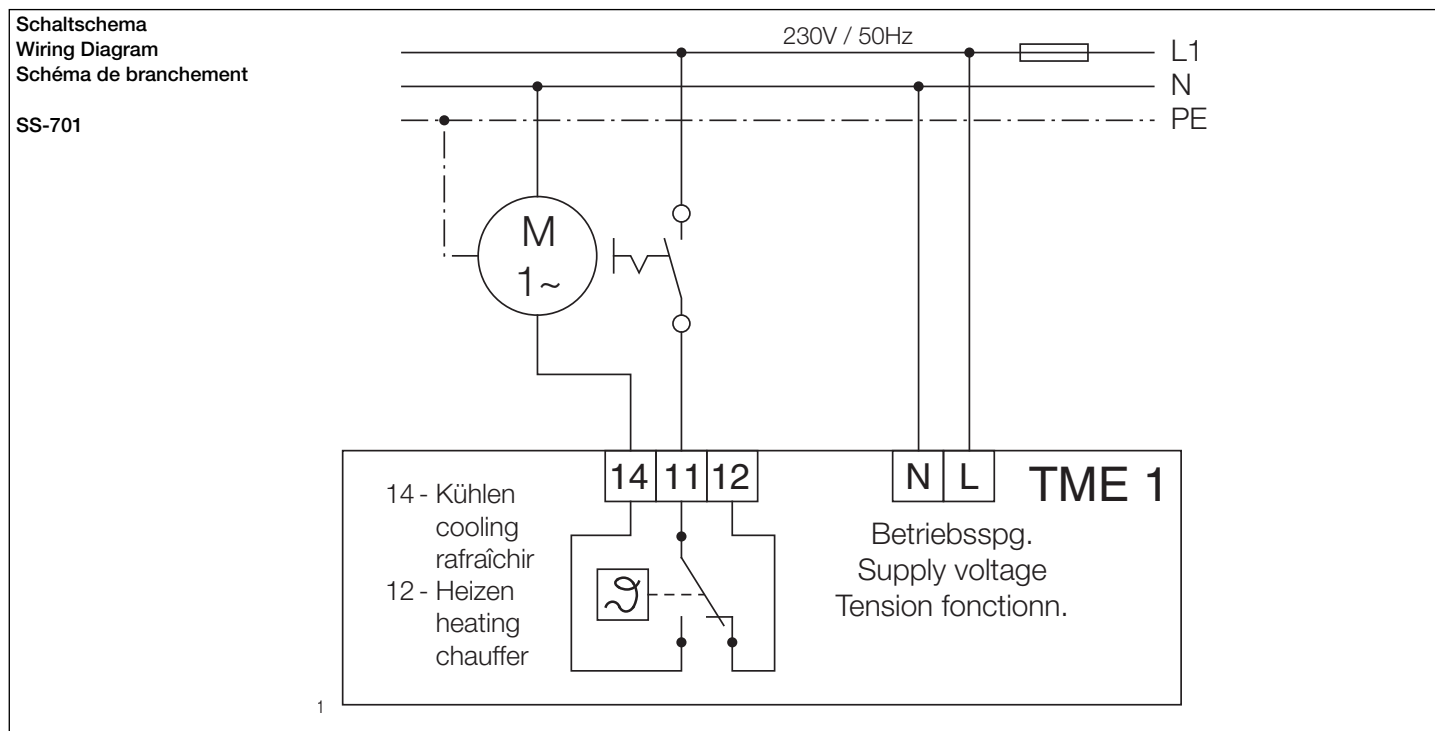 Schaltschema
Wiring Diagram
Schéma de branchement
SS-701
230V / 50Hz
L1
N
PE
M
1~
14 11 12
N L
TME 1
14 - Kühlen
cooling
rafraîchir
12 - Heizen
heating
chauffer
Betriebsspg.
Supply voltage
Tension fonctionn.
1